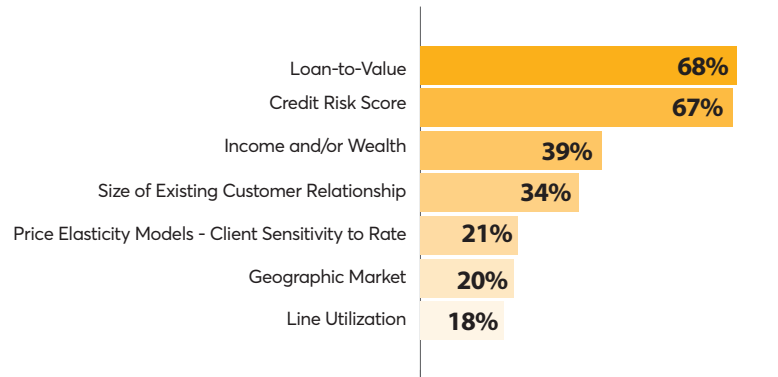 Loan-to-Value 68%
Credit Risk Score 67%
Income and/or Wealth 39%
Size of Existing Customer Relationship 34%
Price Elasticity Models - Client Sensitivity to Rate 21%
Geographic Market 20%
Line Utilization 18%